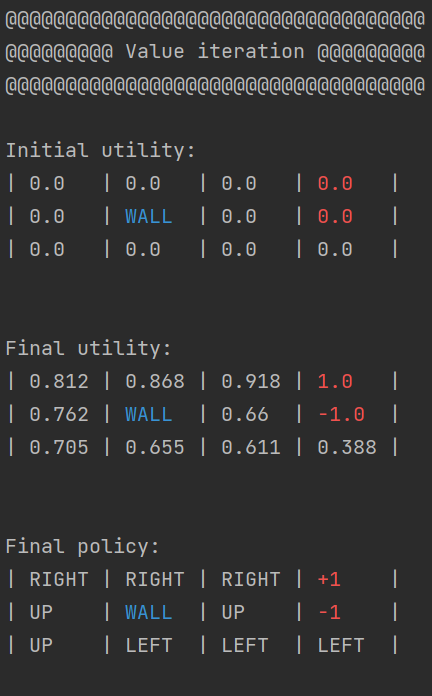 @@@@@@@@@@@@@@@@@@@@@@@@@@@@@@@@@@@
@@@@@@@@@ Value iteration @@@@@@@@@
@@@@@@@@@@@@@@@@@@@@@@@@@@@@@@@@@@@
Initial utility:
| 0.0   | 0.0   | 0.0   | 0.0   |
| 0.0   | WALL  | 0.0   | 0.0   |
| 0.0   | 0.0   | 0.0   | 0.0   |
Final utility:
| 0.812 | 0.868 | 0.918 | 1.0   |
| 0.762 | WALL  | 0.66  | -1.0  |
| 0.705 | 0.655 | 0.611 | 0.388 |
Final policy:
| RIGHT | RIGHT | RIGHT | +1    |
| UP    | WALL  | UP    | -1    |
| UP    | LEFT  | LEFT  | LEFT  |